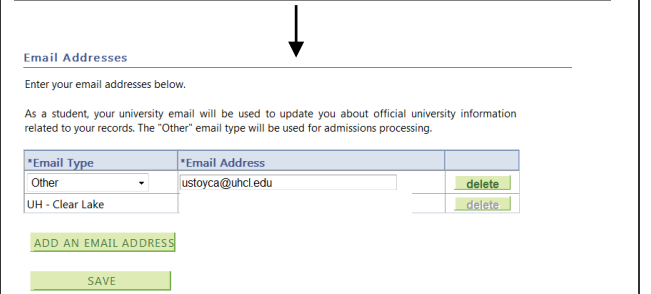 Email Addresses
Enter your email addresses below.
As a student, your university email will be used to update you about official university information
related to your records. The "Other" email type will be used for admissions processing.
*Email Type *Email Address
Other ustoyca@uhcl.edu delete
UH - Clear Lake delete
ADD AN EMAIL ADDRESS
SAVE